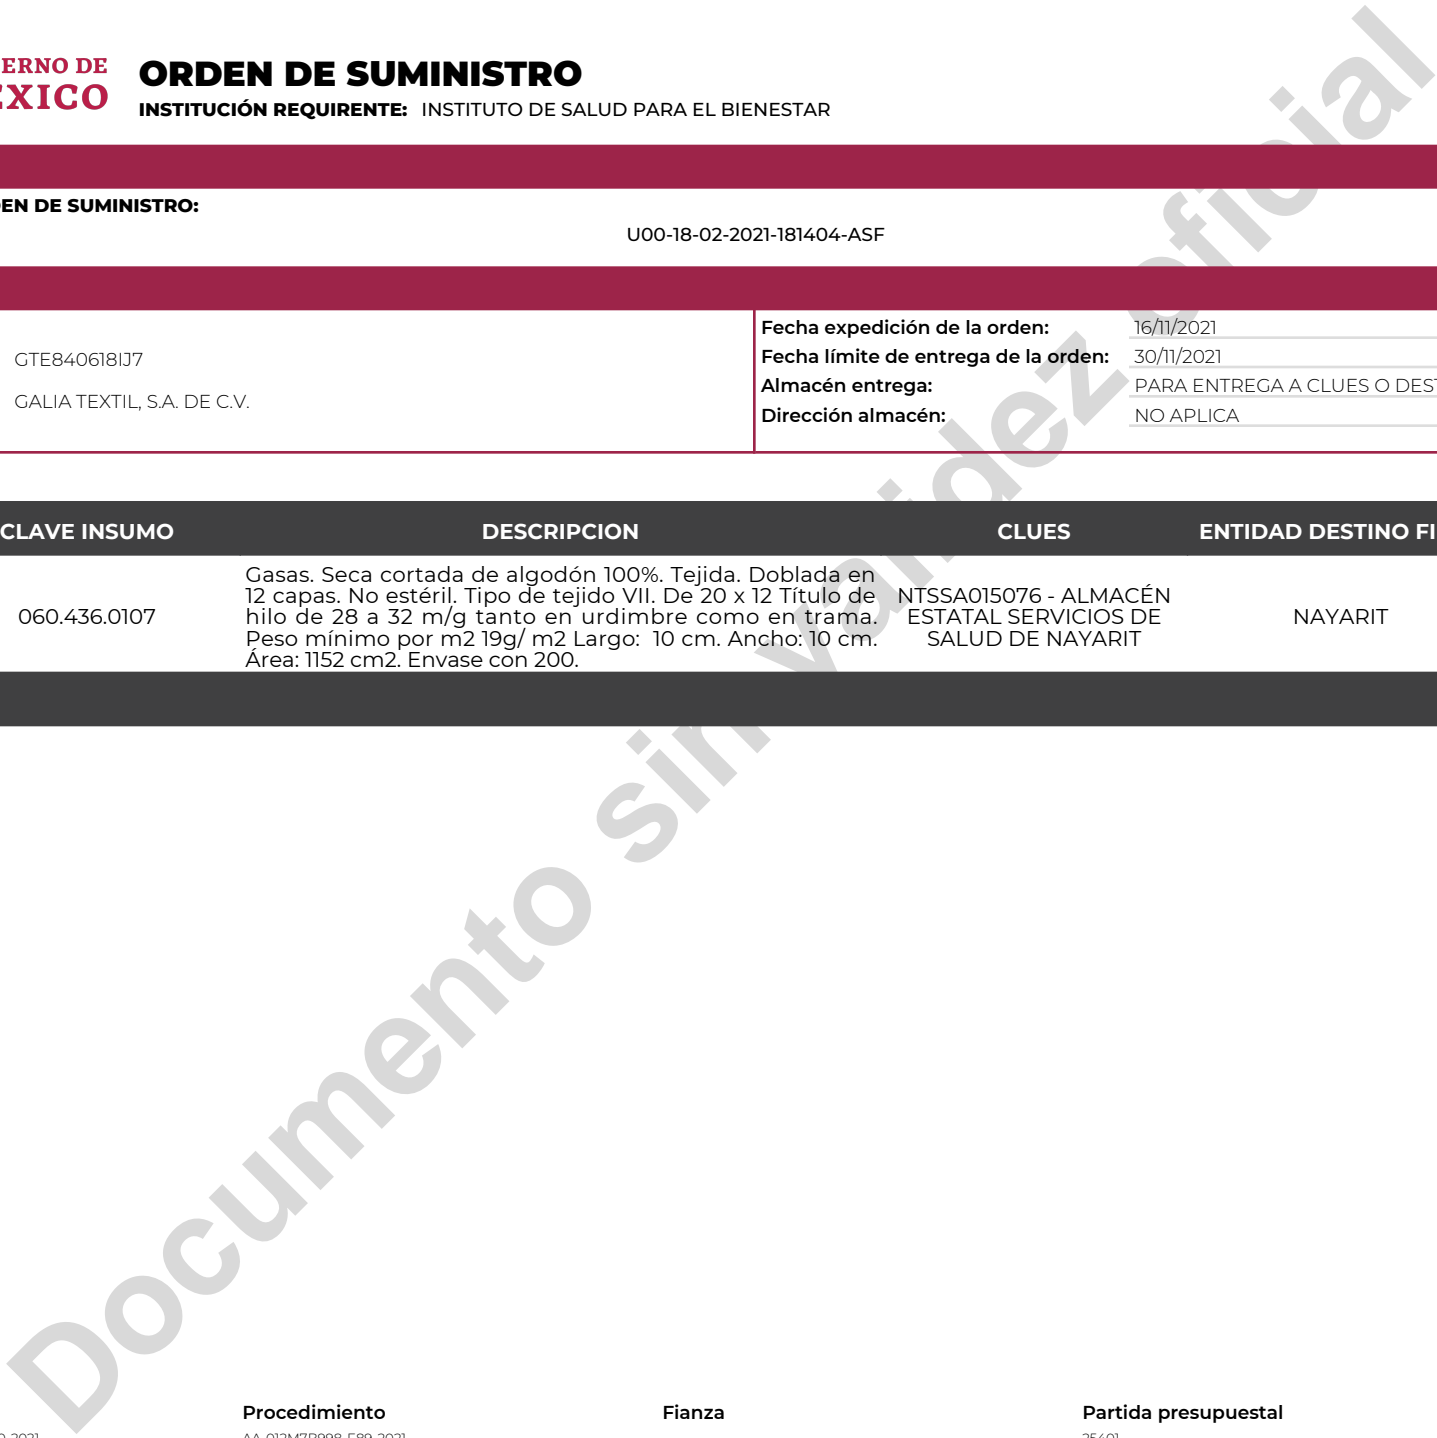 ERNO DE
EXICO
ORDEN DE SUMINISTRO
INSTITUCIÓN REQUIRENTE: INSTITUTO DE SALUD PARA EL BIENESTAR
EN DE SUMINISTRO:
U00-18-02-2021-181404-ASF
GTE840618IJ7
GALIA TEXTIL, S.A. DE C.V.
Fecha expedición de la orden: 16/11/2021
Fecha límite de entrega de la orden: 30/11/2021
Almacén entrega: PARA ENTREGA A CLUES O DEST
Dirección almacén: NO APLICA
CLAVE INSUMO DESCRIPCION CLUES ENTIDAD DESTINO FI
060.436.0107
Gasas. Seca cortada de algodón 100%. Tejida. Doblada en
12 capas. No estéril. Tipo de tejido VII. De 20 x 12 Título de
hilo de 28 a 32 m/g tanto en urdimbre como en trama.
Peso mínimo por m2 19g/ m2 Largo: 10 cm. Ancho: 10 cm.
Área: 1152 cm2. Envase con 200.
NTSSA015076 - ALMACÉN
ESTATAL SERVICIOS DE
SALUD DE NAYARIT
NAYARIT
Documento sin validez oficial
Procedimiento Fianza Partida presupuestal